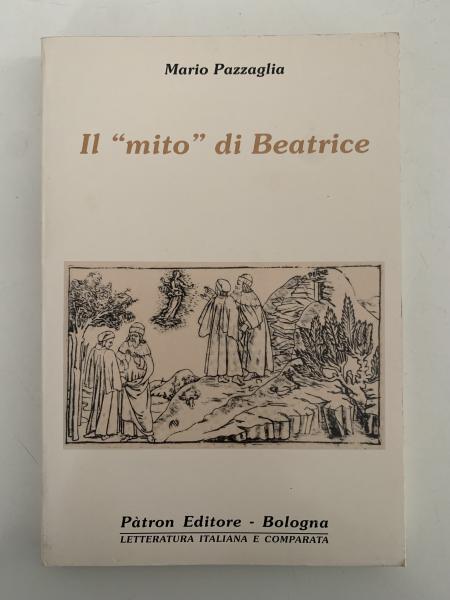 Mario Pazzaglia
Il “mito” di Beatrice
Pàtron Editore - Bologna
LETTERATURA ITALIANA E COMPARATA